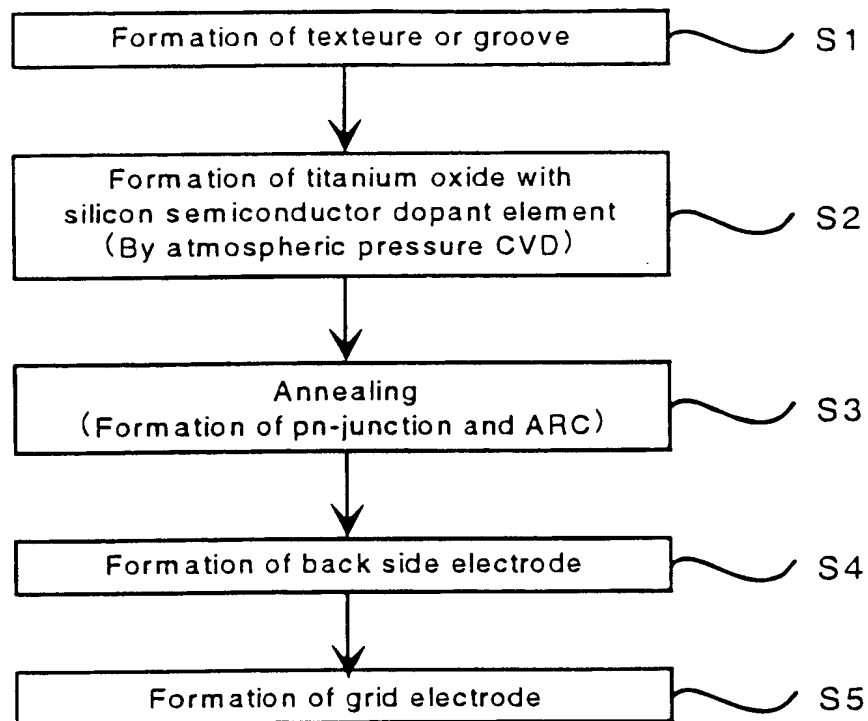 Formation of texteure or groove
S1
Formation of titanium oxide with
silicon semiconductor dopant element
(By atmospheric pressure CVD)
S2
Annealing
(Formation of pn-junction and ARC)
S3
Formation of back side electrode
S4
Formation of grid electrode
S5